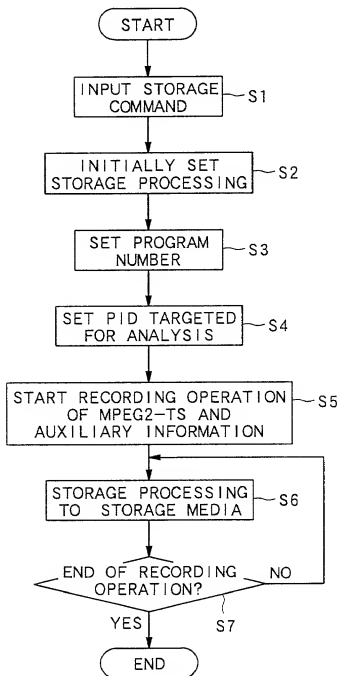 START
INPUT STORAGE
COMMAND
S1
INITIALLY SET
STORAGE PROCESSING
S2
SET PROGRAM
NUMBER
S3
SET PID TARGETED
FOR ANALYSIS
S4
START RECORDING OPERATION
OF MPEG2-TS AND
AUXILIARY INFORMATION
S5
STORAGE PROCESSING
TO STORAGE MEDIA
S6
END OF RECORDING
OPERATION?
NO
YES
S7
END